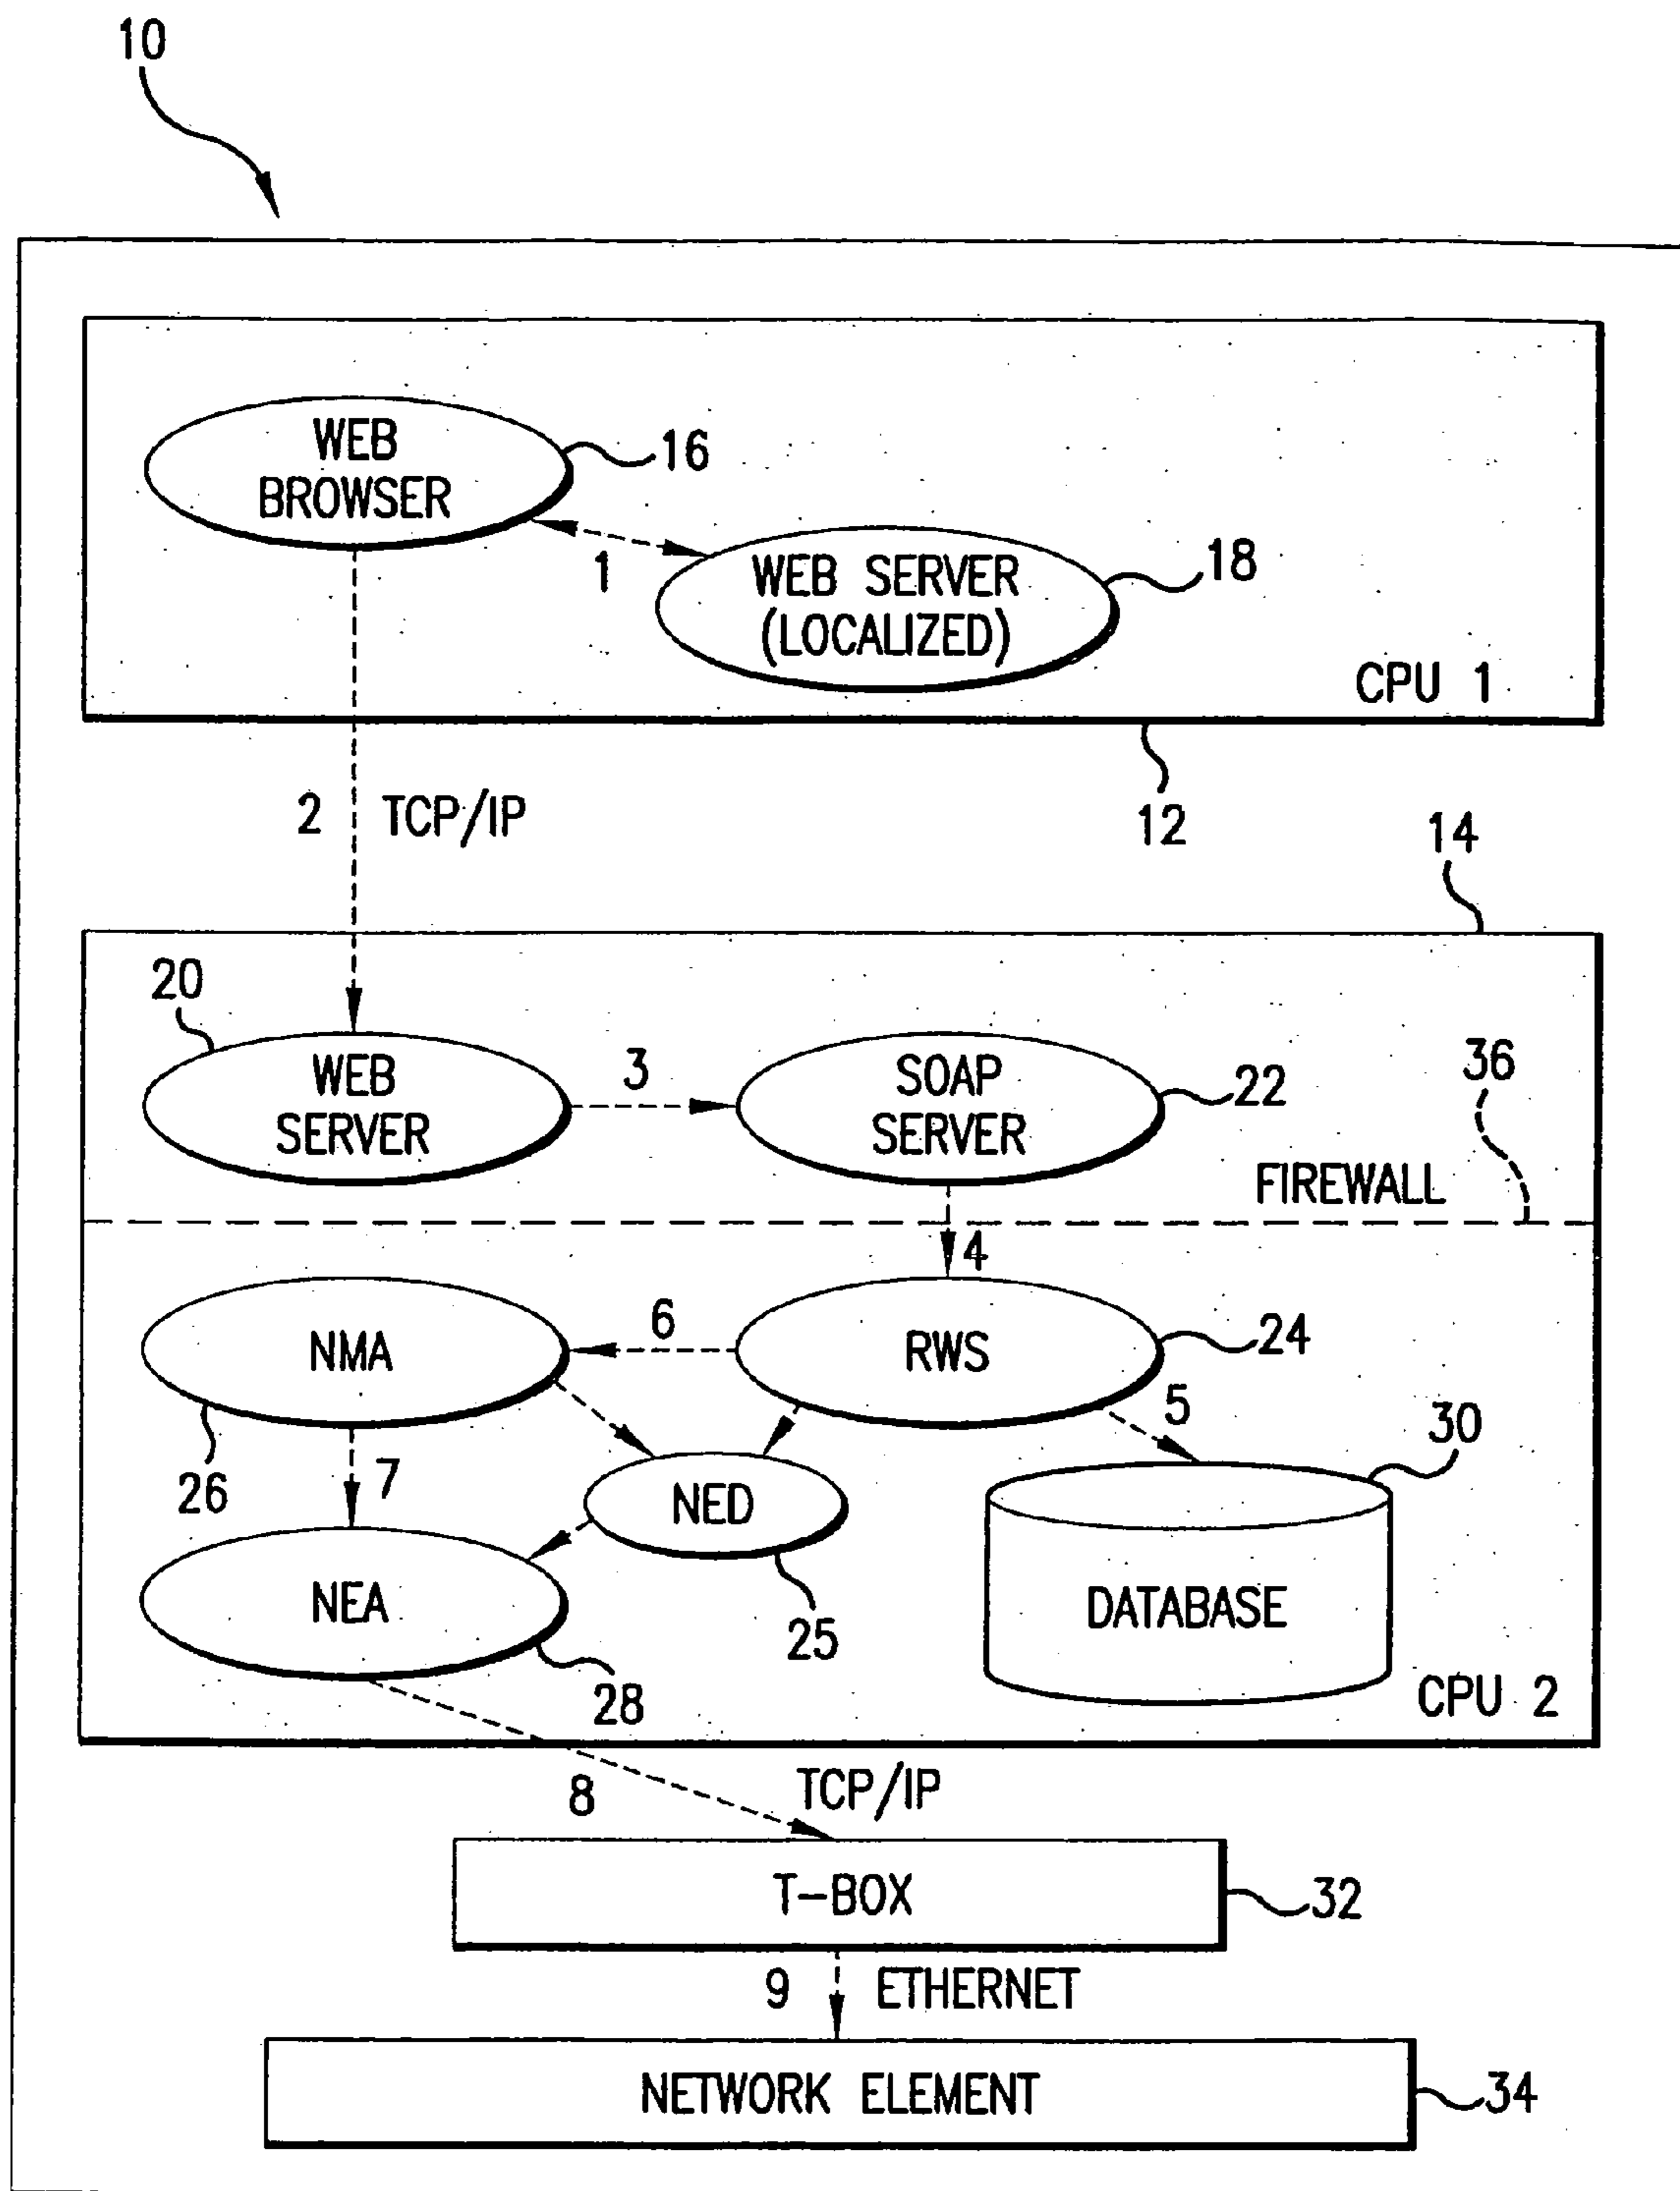 10
WEB
BROWSER
16
1
WEB SERVER
(LOCALIZED)
18
CPU 1
12
2
TCP/IP
14
20
WEB
SERVER
3
SOAP
SERVER
22
36
FIREWALL
4
NMA
6
RWS
24
26
7
NED
5
30
NEA
25
DATABASE
28
CPU 2
8
TCP/IP
T-BOX
32
9
ETHERNET
NETWORK ELEMENT
34